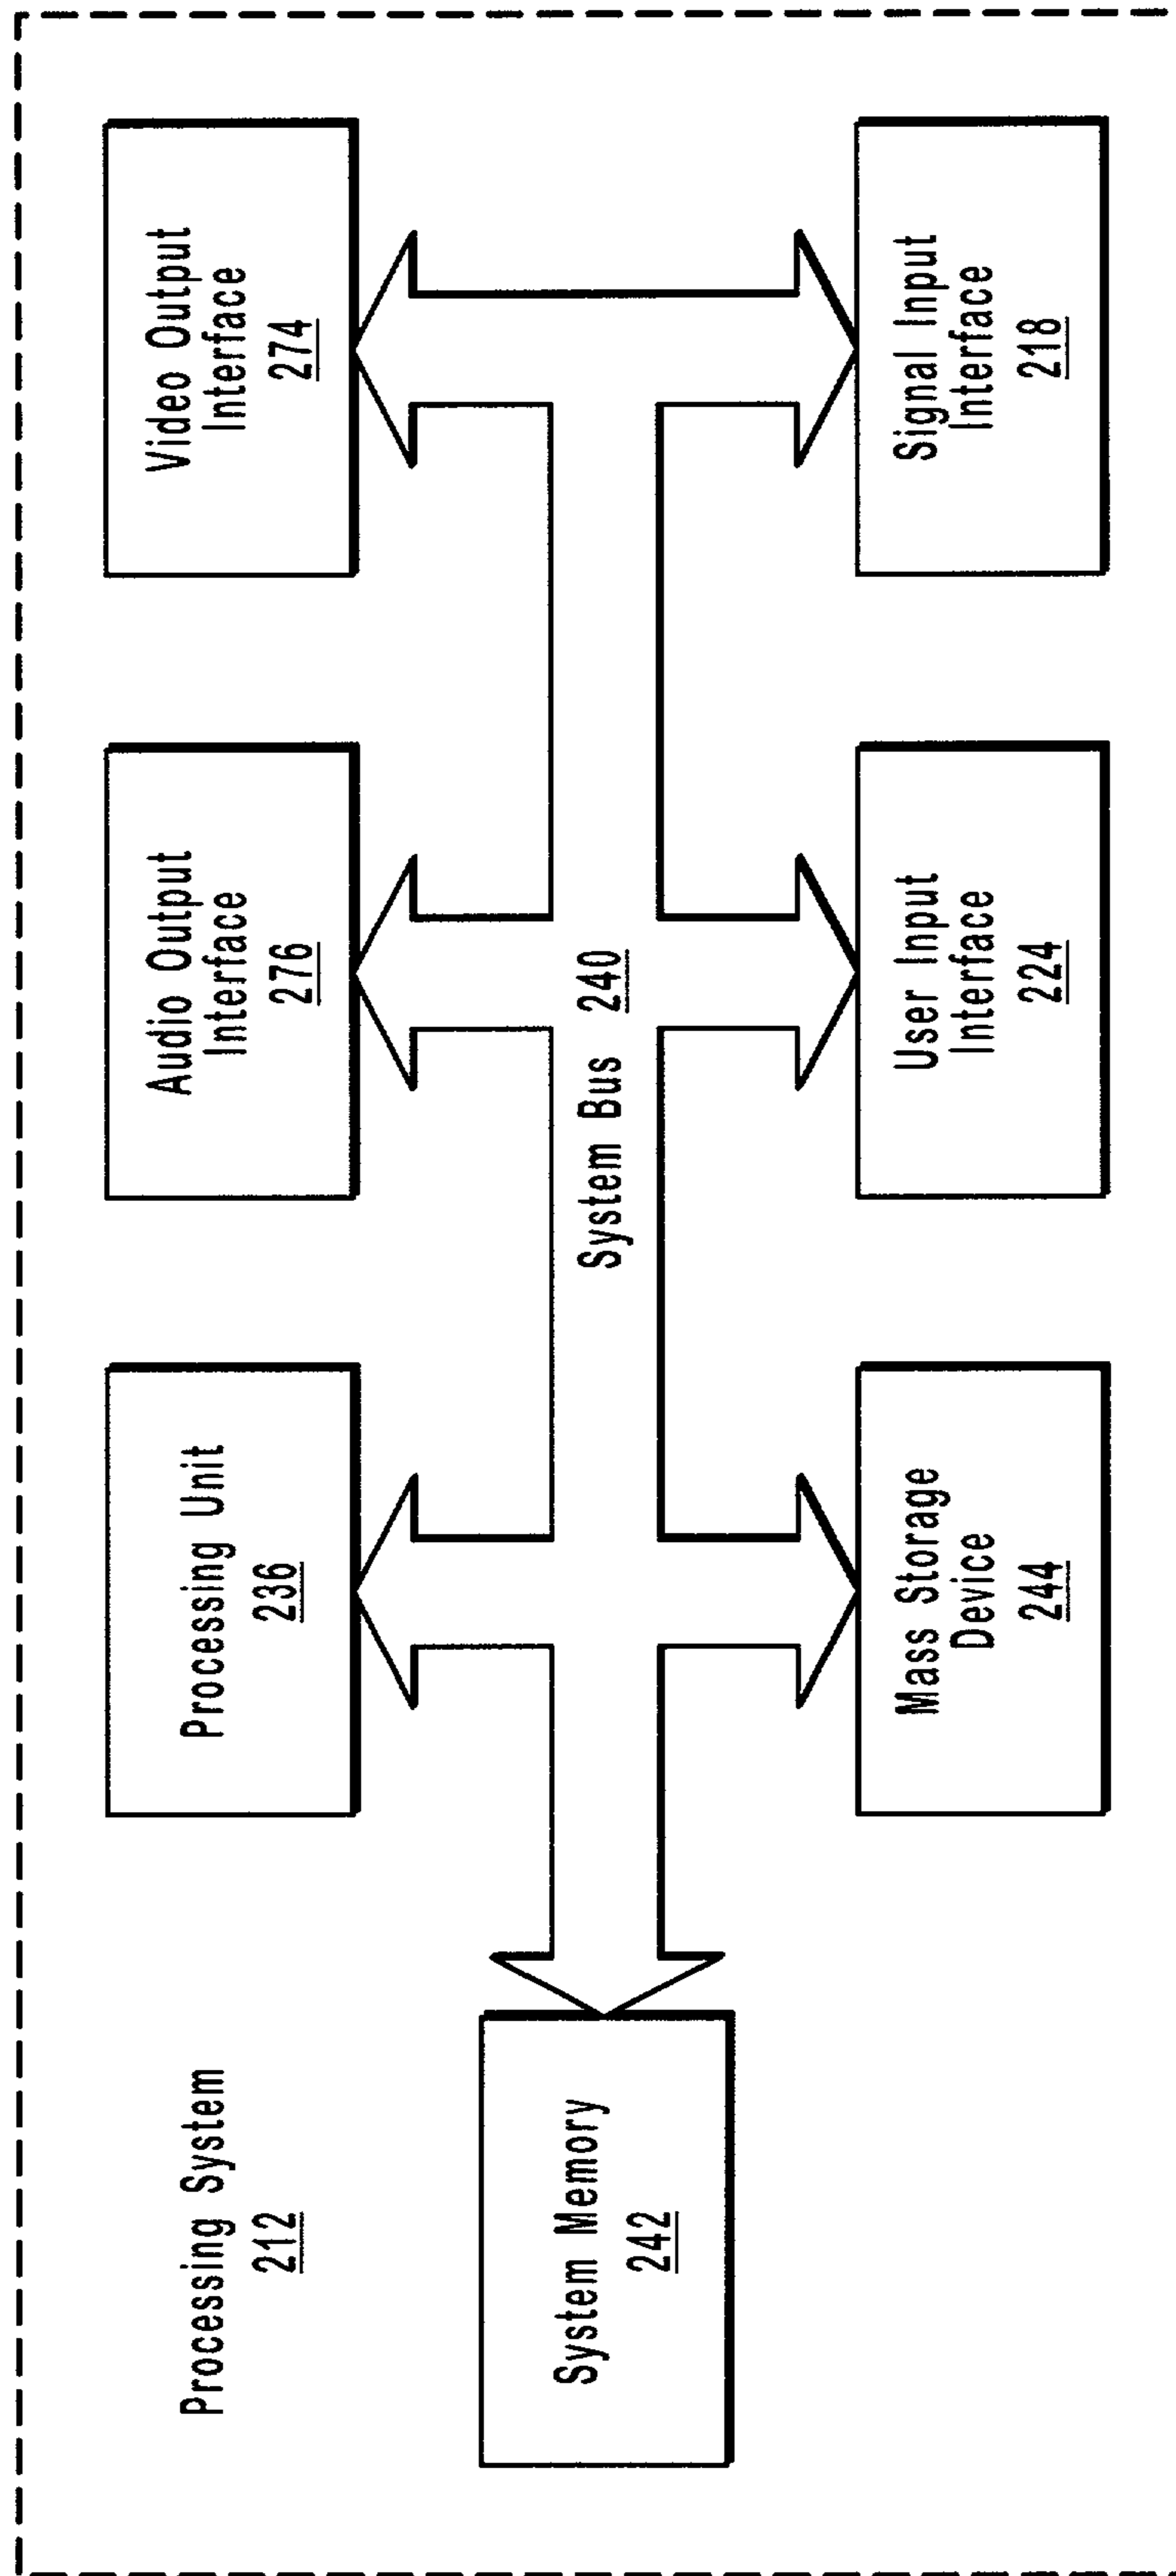 Processing System
212
Processing Unit
236
Audio Output
Interface
276
Video Output
Interface
274
System Memory
242
System Bus 240
Mass Storage
Device
244
User Input
Interface
224
Signal Input
Interface
218